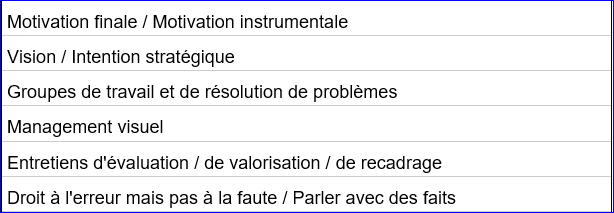 Motivation finale / Motivation instrumentale
Vision / Intention stratégique
Groupes de travail et de résolution de problèmes
Management visuel
Entretiens d'évaluation / de valorisation / de recadrage
Droit à l'erreur mais pas à la faute / Parler avec des faits